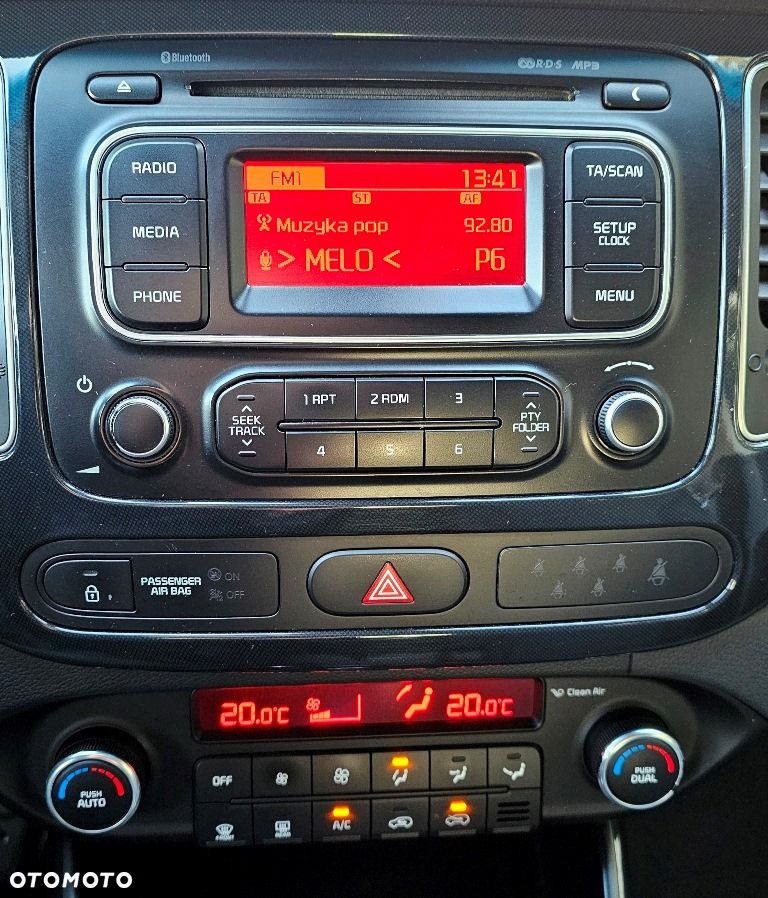 Bluetooth
R·D·S MP3
RADIO
MEDIA
PHONE
FM1 13:41
TA ST AF
Muzyka pop 92.80
> MELO < P6
TA/SCAN
SETUP
CLOCK
MENU
SEEK
TRACK
1 RPT 2 RDM 3
4 5 6
PTY
FOLDER
PASSENGER
AIR BAG
ON
OFF
20.0°C 20.0°C
Clean Air
PUSH
AUTO
OFF
FRONT
REAR
A/C
PUSH
DUAL
OTOMOTO